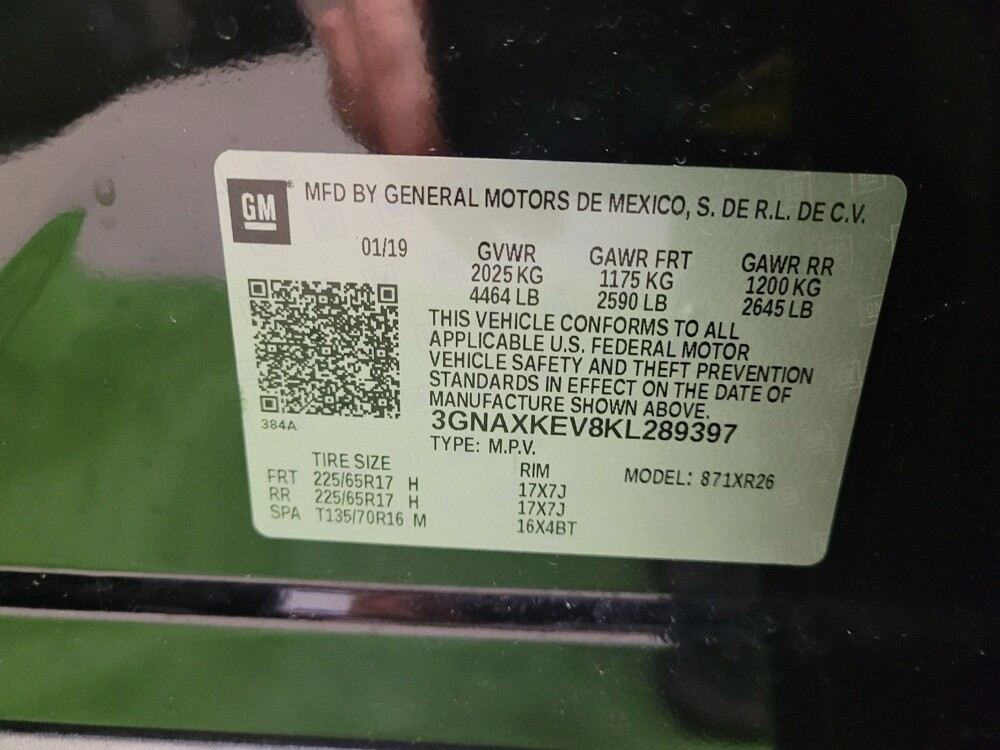 GM ® MFD BY GENERAL MOTORS DE MEXICO, S. DE R.L. DE C.V.
01/19 GVWR GAWR FRT GAWR RR
2025 KG 1175 KG 1200 KG
4464 LB 2590 LB 2645 LB
THIS VEHICLE CONFORMS TO ALL
APPLICABLE U.S. FEDERAL MOTOR
VEHICLE SAFETY AND THEFT PREVENTION
STANDARDS IN EFFECT ON THE DATE OF
MANUFACTURE SHOWN ABOVE.
384A
3GNAXKEV8KL289397
TYPE: M.P.V.
TIRE SIZE RIM MODEL: 871XR26
FRT 225/65R17 H 17X7J
RR 225/65R17 H 17X7J
SPA T135/70R16 M 16X4BT